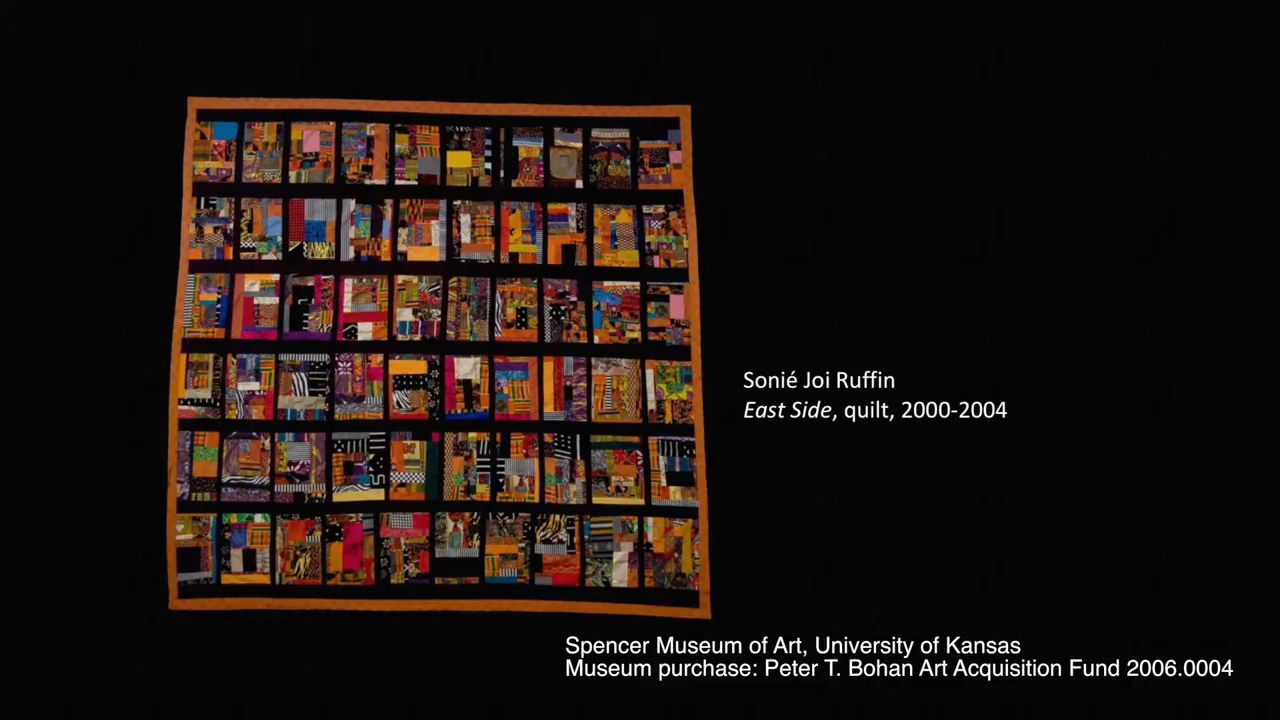 Sonié Joi Ruffin
East Side, quilt, 2000-2004
Spencer Museum of Art, University of Kansas
Museum purchase: Peter T. Bohan Art Acquisition Fund 2006.0004